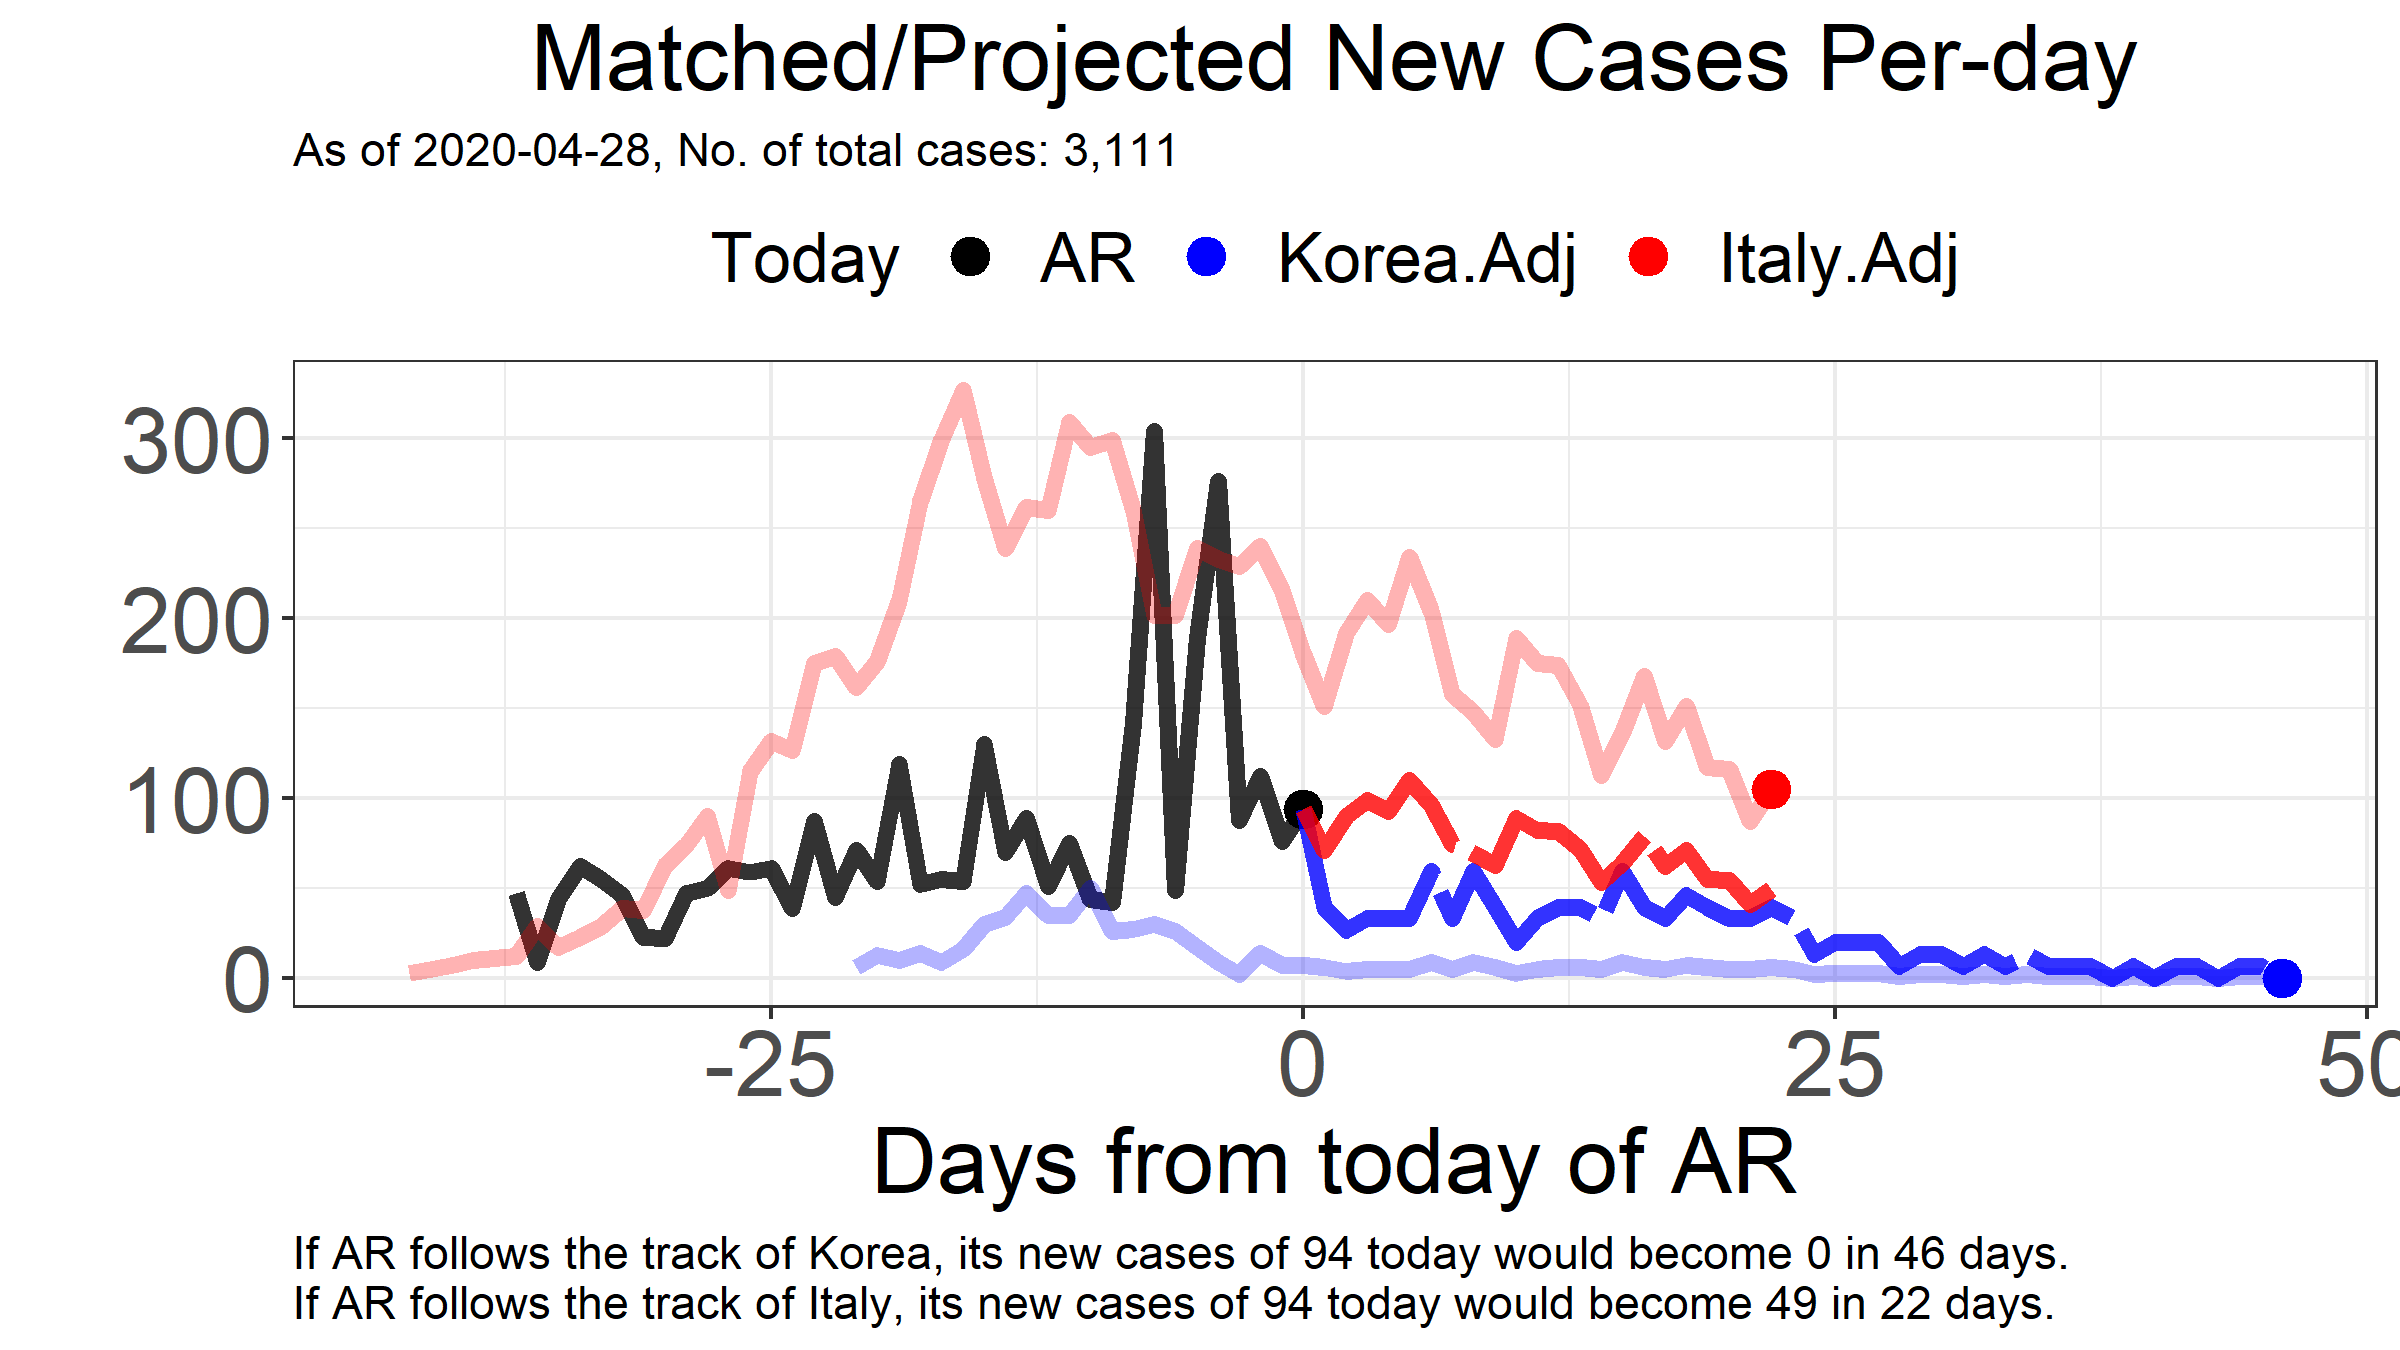 Matched/Projected New Cases Per-day
As of 2020-04-28, No. of total cases: 3,111
Today AR Korea.Adj Italy.Adj
300
200
100
0
-25 0 25 50
Days from today of AR
If AR follows the track of Korea, its new cases of 94 today would become 0 in 46 days.
If AR follows the track of Italy, its new cases of 94 today would become 49 in 22 days.